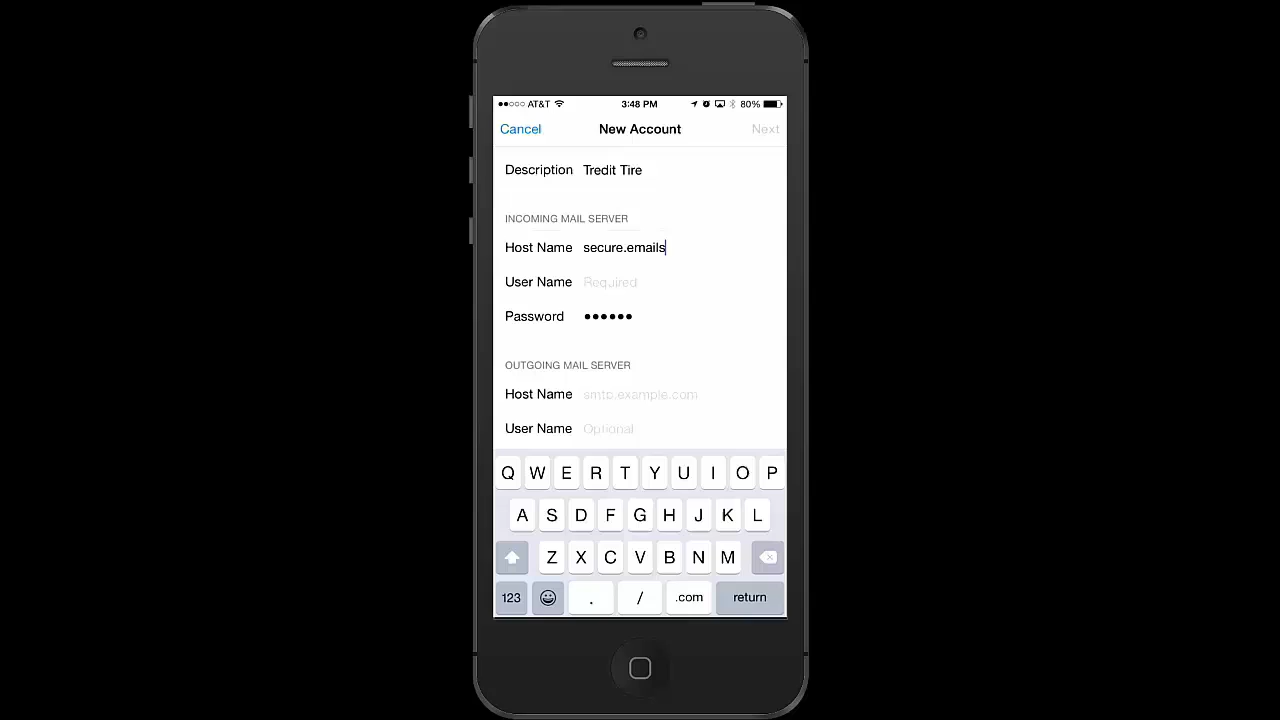 AT&T 3:48 PM 80%
Cancel New Account Next
Description Tredit Tire
INCOMING MAIL SERVER
Host Name secure.emails
User Name Required
Password ●●●●●●
OUTGOING MAIL SERVER
Host Name smtp.example.com
User Name Optional
Q W E R T Y U I O P
A S D F G H J K L
Z X C V B N M
123 . / .com return